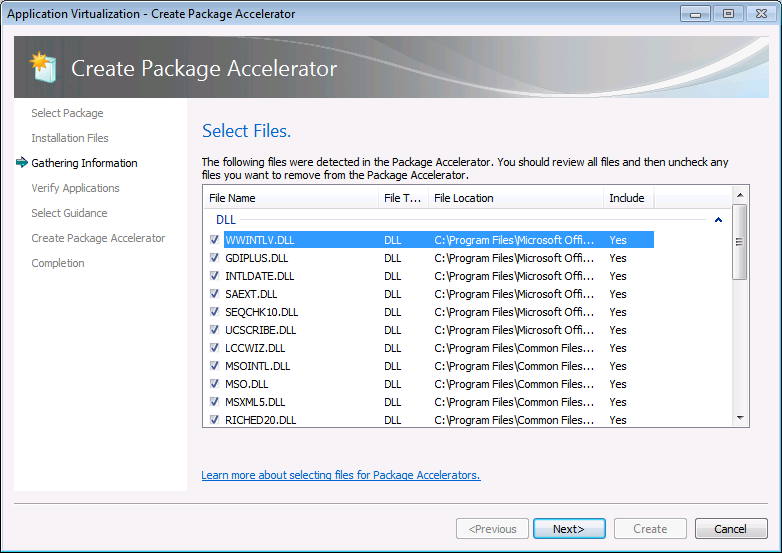 Application Virtualization - Create Package Accelerator
Create Package Accelerator
Select Package
Installation Files
Gathering Information
Verify Applications
Select Guidance
Create Package Accelerator
Completion
Select Files.
The following files were detected in the Package Accelerator. You should review all files and then uncheck any
files you want to remove from the Package Accelerator.
File Name File T... File Location Include
DLL
WWINTLV.DLL DLL C:\Program Files\Microsoft Offi... Yes
GDIPLUS.DLL DLL C:\Program Files\Microsoft Offi... Yes
INTLDATE.DLL DLL C:\Program Files\Microsoft Offi... Yes
SAEXT.DLL DLL C:\Program Files\Microsoft Offi... Yes
SEQCHK10.DLL DLL C:\Program Files\Microsoft Offi... Yes
UCSCRIBE.DLL DLL C:\Program Files\Microsoft Offi... Yes
LCCWIZ.DLL DLL C:\Program Files\Common Files... Yes
MSOINTL.DLL DLL C:\Program Files\Common Files... Yes
MSO.DLL DLL C:\Program Files\Common Files... Yes
MSXML5.DLL DLL C:\Program Files\Common Files... Yes
RICHED20.DLL DLL C:\Program Files\Common Files... Yes
Learn more about selecting files for Package Accelerators.
<Previous Next> Create Cancel